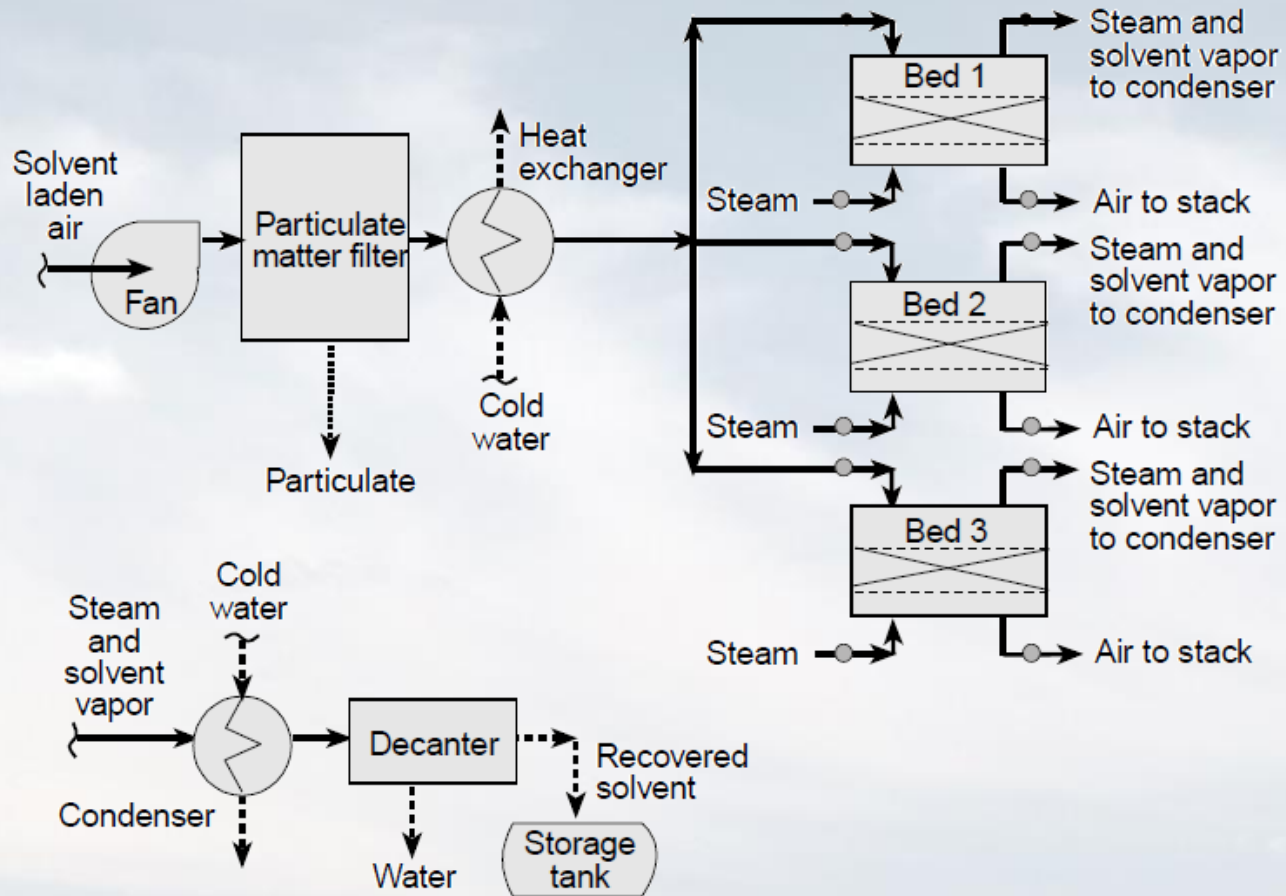 Solvent
laden
air
Fan
Particulate
matter filter
Particulate
Heat
exchanger
Cold
water
Bed 1
Steam and
solvent vapor
to condenser
Steam
Air to stack
Bed 2
Steam and
solvent vapor
to condenser
Steam
Air to stack
Bed 3
Steam and
solvent vapor
to condenser
Steam
Air to stack
Steam
and
solvent
vapor
Cold
water
Condenser
Decanter
Water
Recovered
solvent
Storage
tank